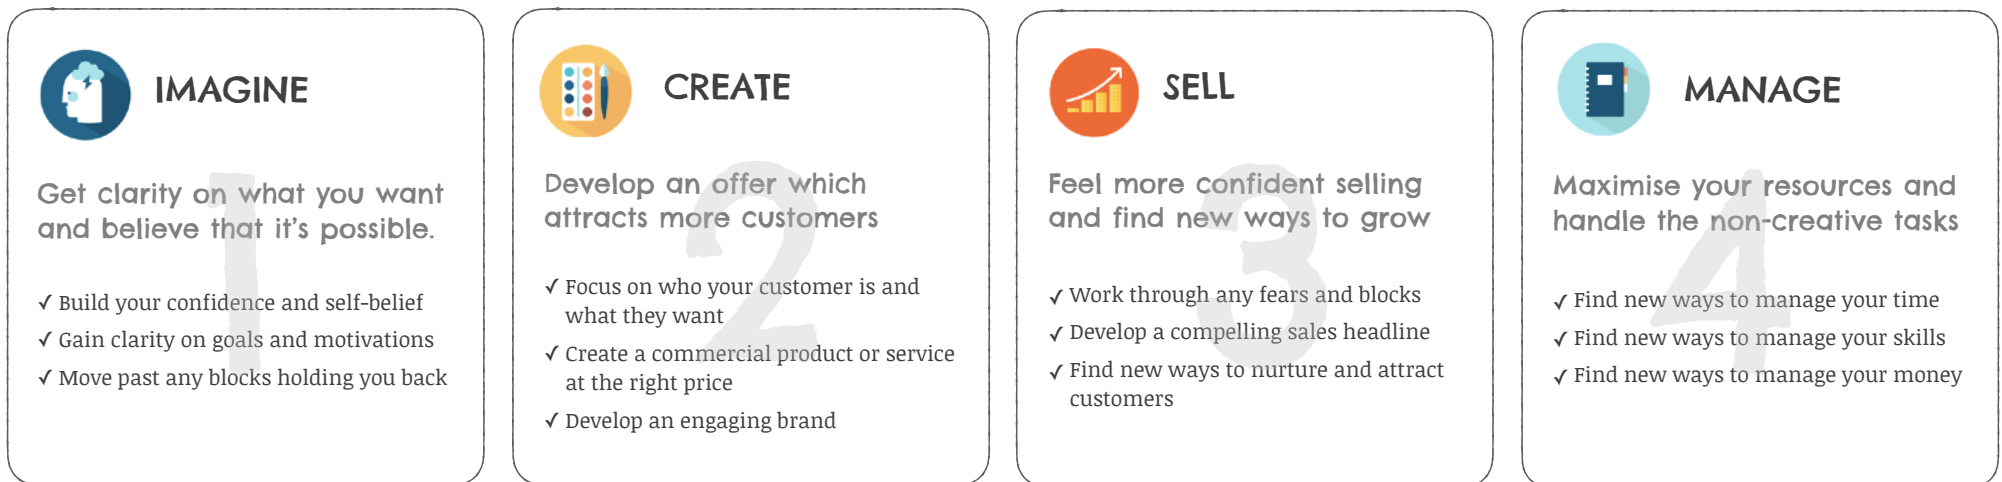 IMAGINE
1
Get clarity on what you want
and believe that it's possible.
✓ Build your confidence and self-belief
✓ Gain clarity on goals and motivations
✓ Move past any blocks holding you back
CREATE
2
Develop an offer which
attracts more customers
✓ Focus on who your customer is and
what they want
✓ Create a commercial product or service
at the right price
✓ Develop an engaging brand
SELL
3
Feel more confident selling
and find new ways to grow
✓ Work through any fears and blocks
✓ Develop a compelling sales headline
✓ Find new ways to nurture and attract
customers
MANAGE
4
Maximise your resources and
handle the non-creative tasks
✓ Find new ways to manage your time
✓ Find new ways to manage your skills
✓ Find new ways to manage your money